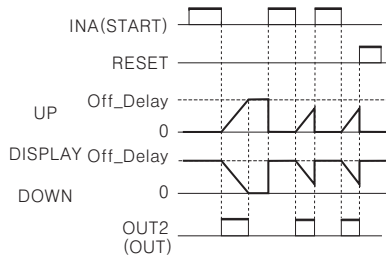 INA(START)
RESET
UP Off_Delay
0
DISPLAY Off_Delay
DOWN 0
OUT2
(OUT)